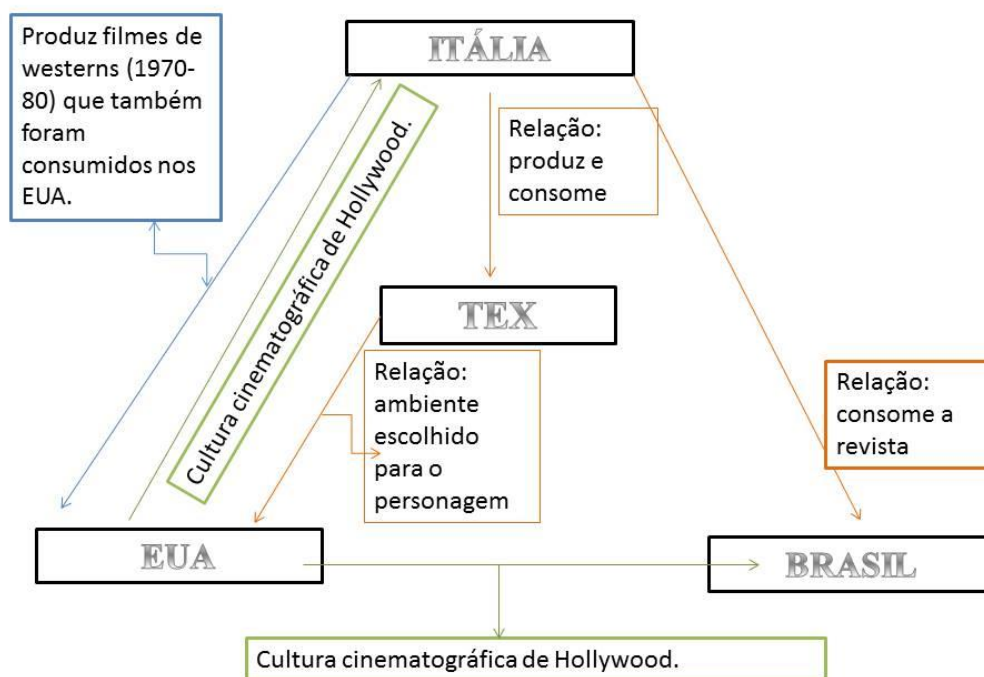 Produz filmes de
westerns (1970-
80) que também
foram
consumidos nos
EUA.
ITÁLIA
Cultura cinematográfica de Hollywood.
Relação:
produz e
consome
TEX
Relação:
ambiente
escolhido
para o
personagem
Relação:
consome a
revista
EUA
BRASIL
Cultura cinematográfica de Hollywood.